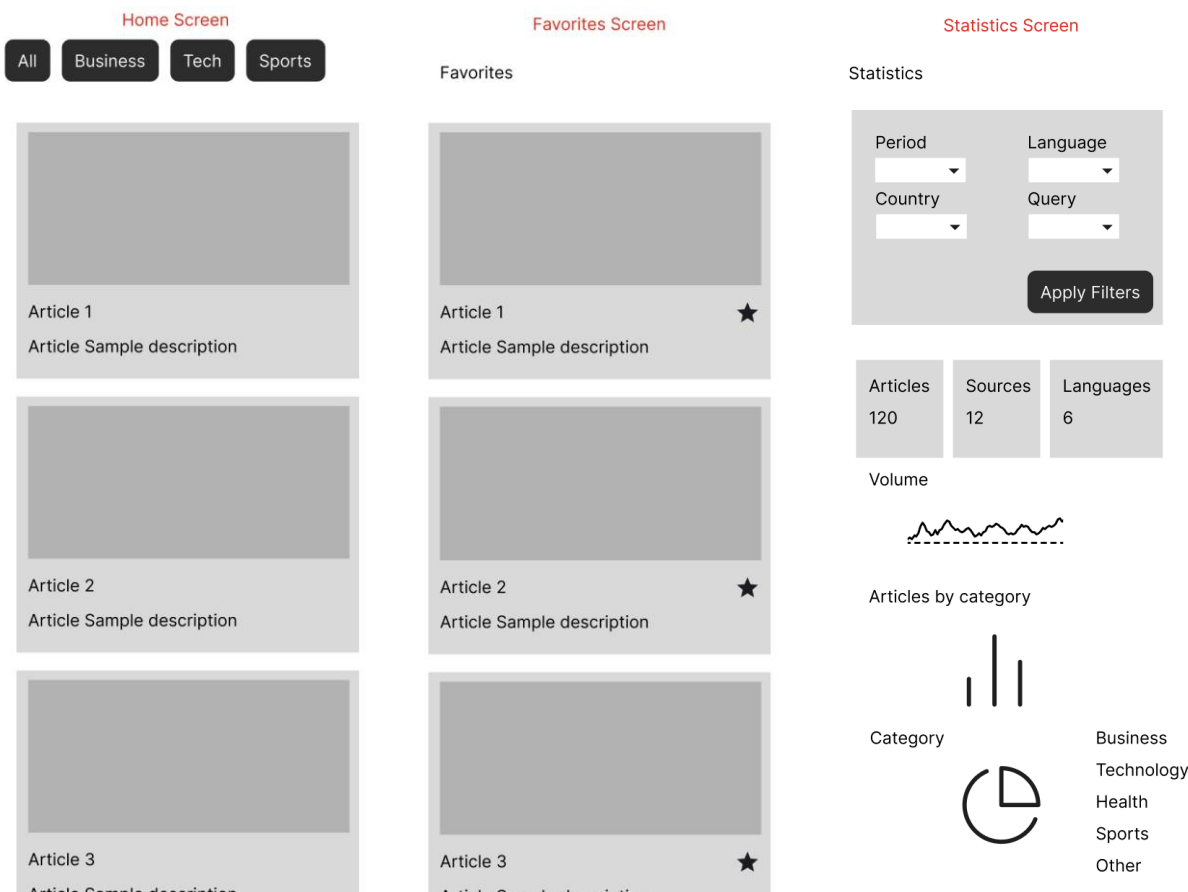 Home Screen
All
Business
Tech
Sports
Article 1
Article Sample description
Article 2
Article Sample description
Article 3
Article Sample description
Favorites Screen
Favorites
Article 1
Article Sample description
Article 2
Article Sample description
Article 3
Statistics Screen
Statistics
Period
Language
Country
Query
Apply Filters
Articles
120
Sources
12
Languages
6
Volume
Articles by category
Category
Business
Technology
Health
Sports
Other